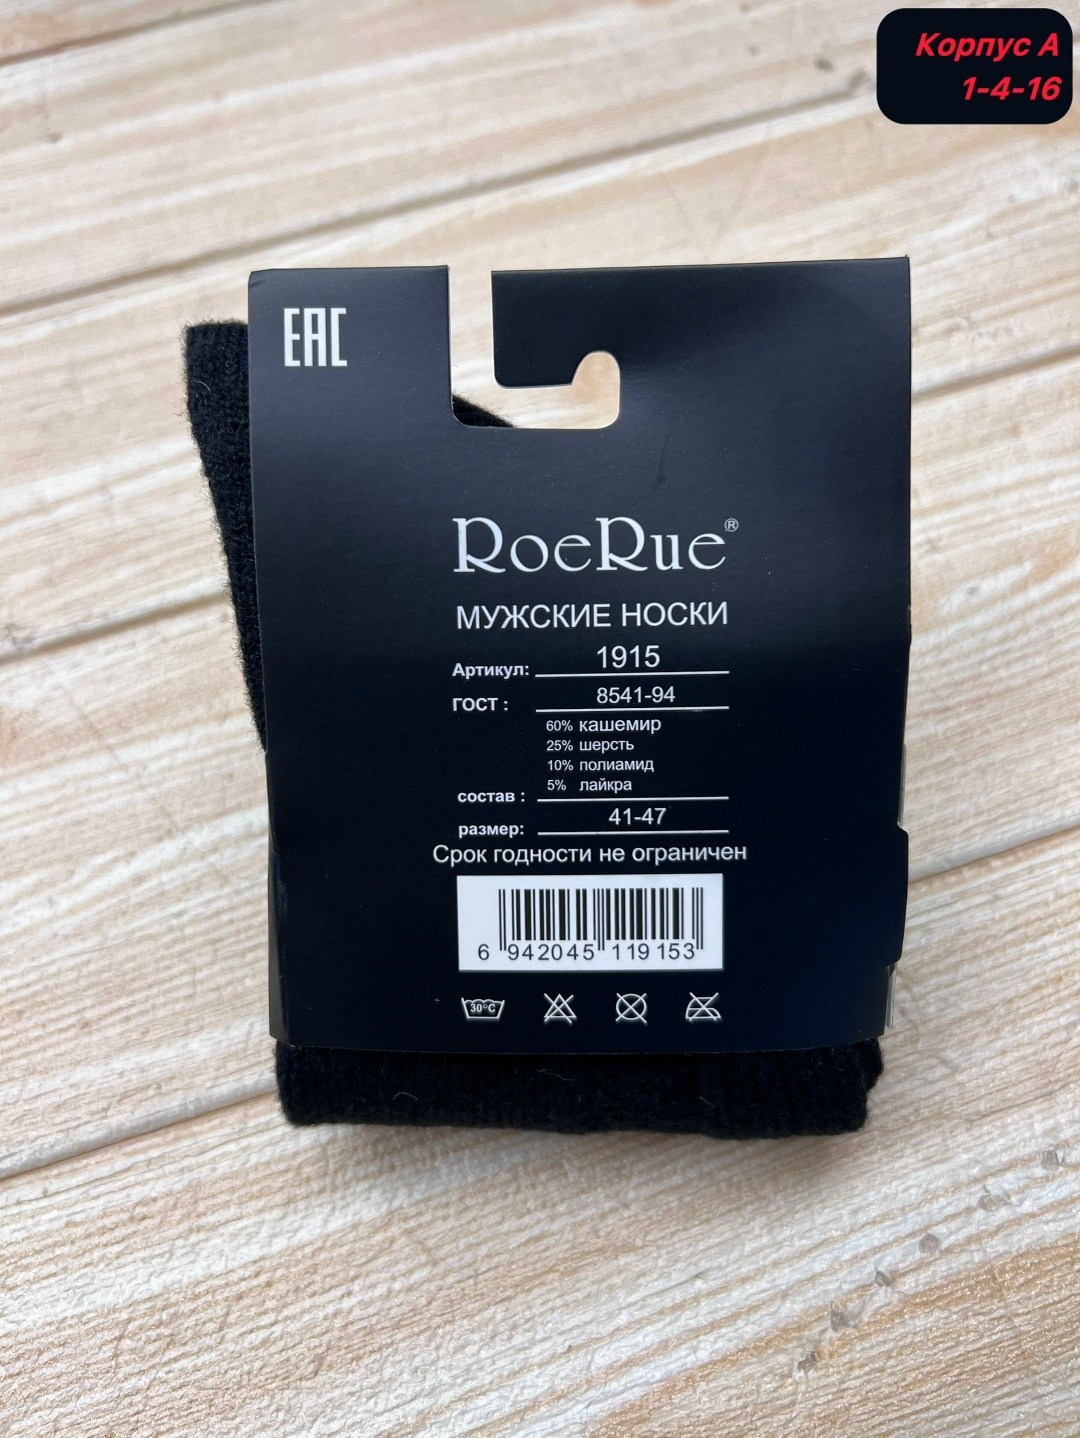 Корпус А
1-4-16
EAC
RoeRue®
МУЖСКИЕ НОСКИ
Артикул: 1915
ГОСТ : 8541-94
60% кашемир
25% шерсть
10% полиамид
5% лайкра
состав :
размер: 41-47
Срок годности не ограничен
6 942045 119153
30°C